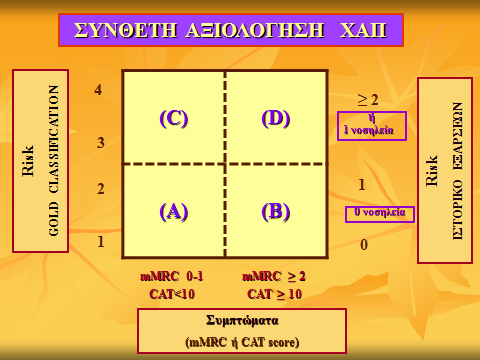 ΣΥΝΘΕΤΗ ΑΞΙΟΛΟΓΗΣΗ ΧΑΠ
Risk
GOLD CLASSIFICATION
4
3
2
1
(C)
(D)
(A)
(B)
≥ 2
ή
1 νοσηλεία
1
0 νοσηλεία
0
Risk
ΙΣΤΟΡΙΚΟ ΕΞΑΡΣΕΩΝ
mMRC 0-1
CAT<10
mMRC ≥ 2
CAT ≥ 10
Συμπτώματα
(mMRC ή CAT score)